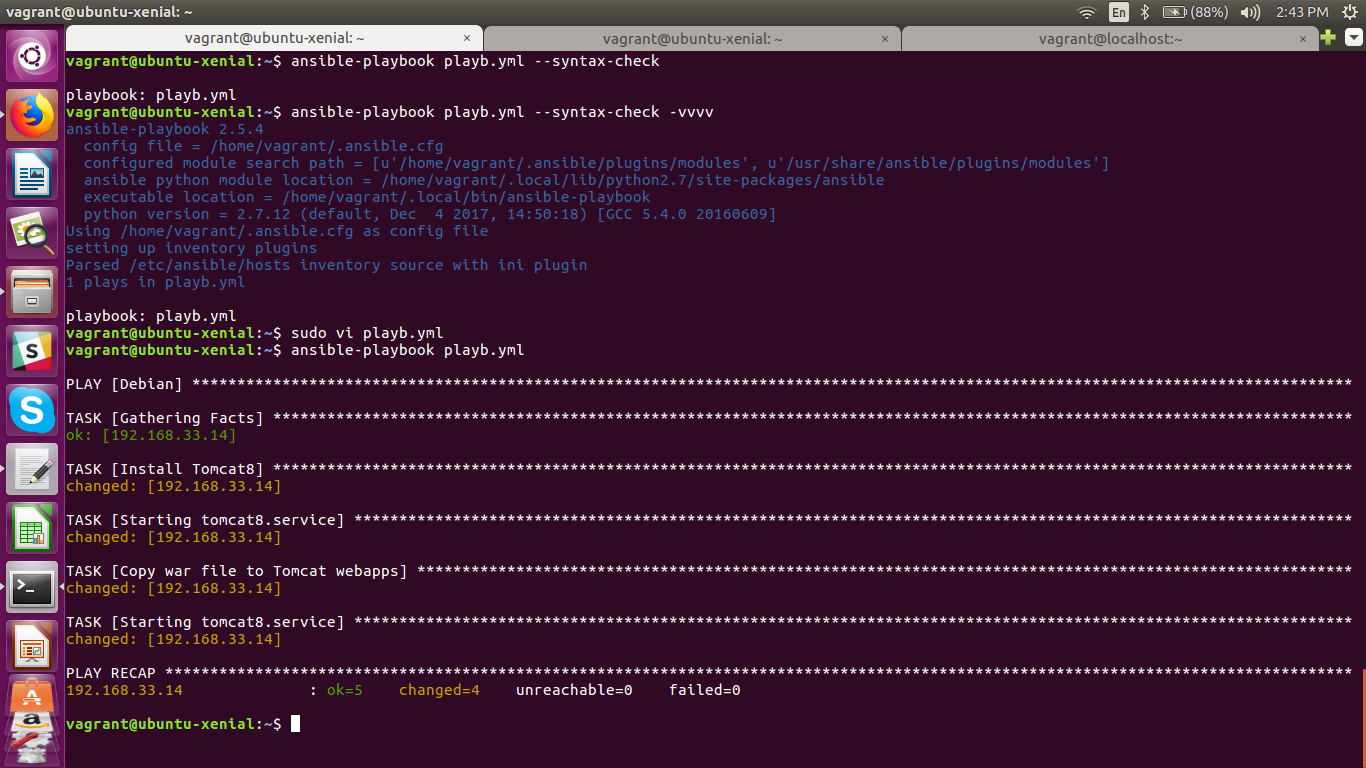 vagrant@ubuntu-xenial: ~
En
(88%)
2:43 PM
vagrant@ubuntu-xenial: ~ ×
vagrant@ubuntu-xenial: ~ ×
vagrant@localhost:~ ×
vagrant@ubuntu-xenial:~$ ansible-playbook playb.yml --syntax-check
playbook: playb.yml
vagrant@ubuntu-xenial:~$ ansible-playbook playb.yml --syntax-check -vvvv
ansible-playbook 2.5.4
  config file = /home/vagrant/.ansible.cfg
  configured module search path = [u'/home/vagrant/.ansible/plugins/modules', u'/usr/share/ansible/plugins/modules']
  ansible python module location = /home/vagrant/.local/lib/python2.7/site-packages/ansible
  executable location = /home/vagrant/.local/bin/ansible-playbook
  python version = 2.7.12 (default, Dec  4 2017, 14:50:18) [GCC 5.4.0 20160609]
Using /home/vagrant/.ansible.cfg as config file
setting up inventory plugins
Parsed /etc/ansible/hosts inventory source with ini plugin
1 plays in playb.yml
playbook: playb.yml
vagrant@ubuntu-xenial:~$ sudo vi playb.yml
vagrant@ubuntu-xenial:~$ ansible-playbook playb.yml
PLAY [Debian] *********************************************************************************************************************************
TASK [Gathering Facts] ************************************************************************************************************************
ok: [192.168.33.14]
TASK [Install Tomcat8] ************************************************************************************************************************
changed: [192.168.33.14]
TASK [Starting tomcat8.service] ***************************************************************************************************************
changed: [192.168.33.14]
TASK [Copy war file to Tomcat webapps] ********************************************************************************************************
changed: [192.168.33.14]
TASK [Starting tomcat8.service] ***************************************************************************************************************
changed: [192.168.33.14]
PLAY RECAP ************************************************************************************************************************************
192.168.33.14              : ok=5    changed=4    unreachable=0    failed=0
vagrant@ubuntu-xenial:~$